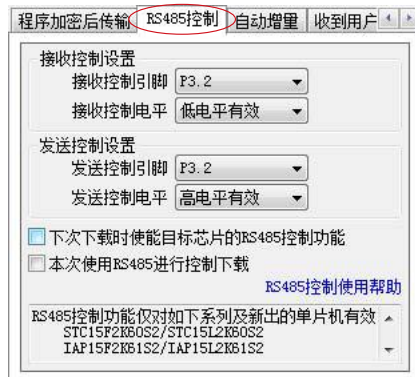 程序加密后传输 RS485控制 自动增量 收到用户
接收控制设置
接收控制引脚 P3.2
接收控制电平 低电平有效
发送控制设置
发送控制引脚 P3.2
发送控制电平 高电平有效
下次下载时使能目标芯片的RS485控制功能
本次使用RS485进行控制下载
RS485控制使用帮助
RS485控制功能仅对如下系列及新出的单片机有效
STC15F2K60S2/STC15L2K60S2
IAP15F2K61S2/IAP15L2K61S2